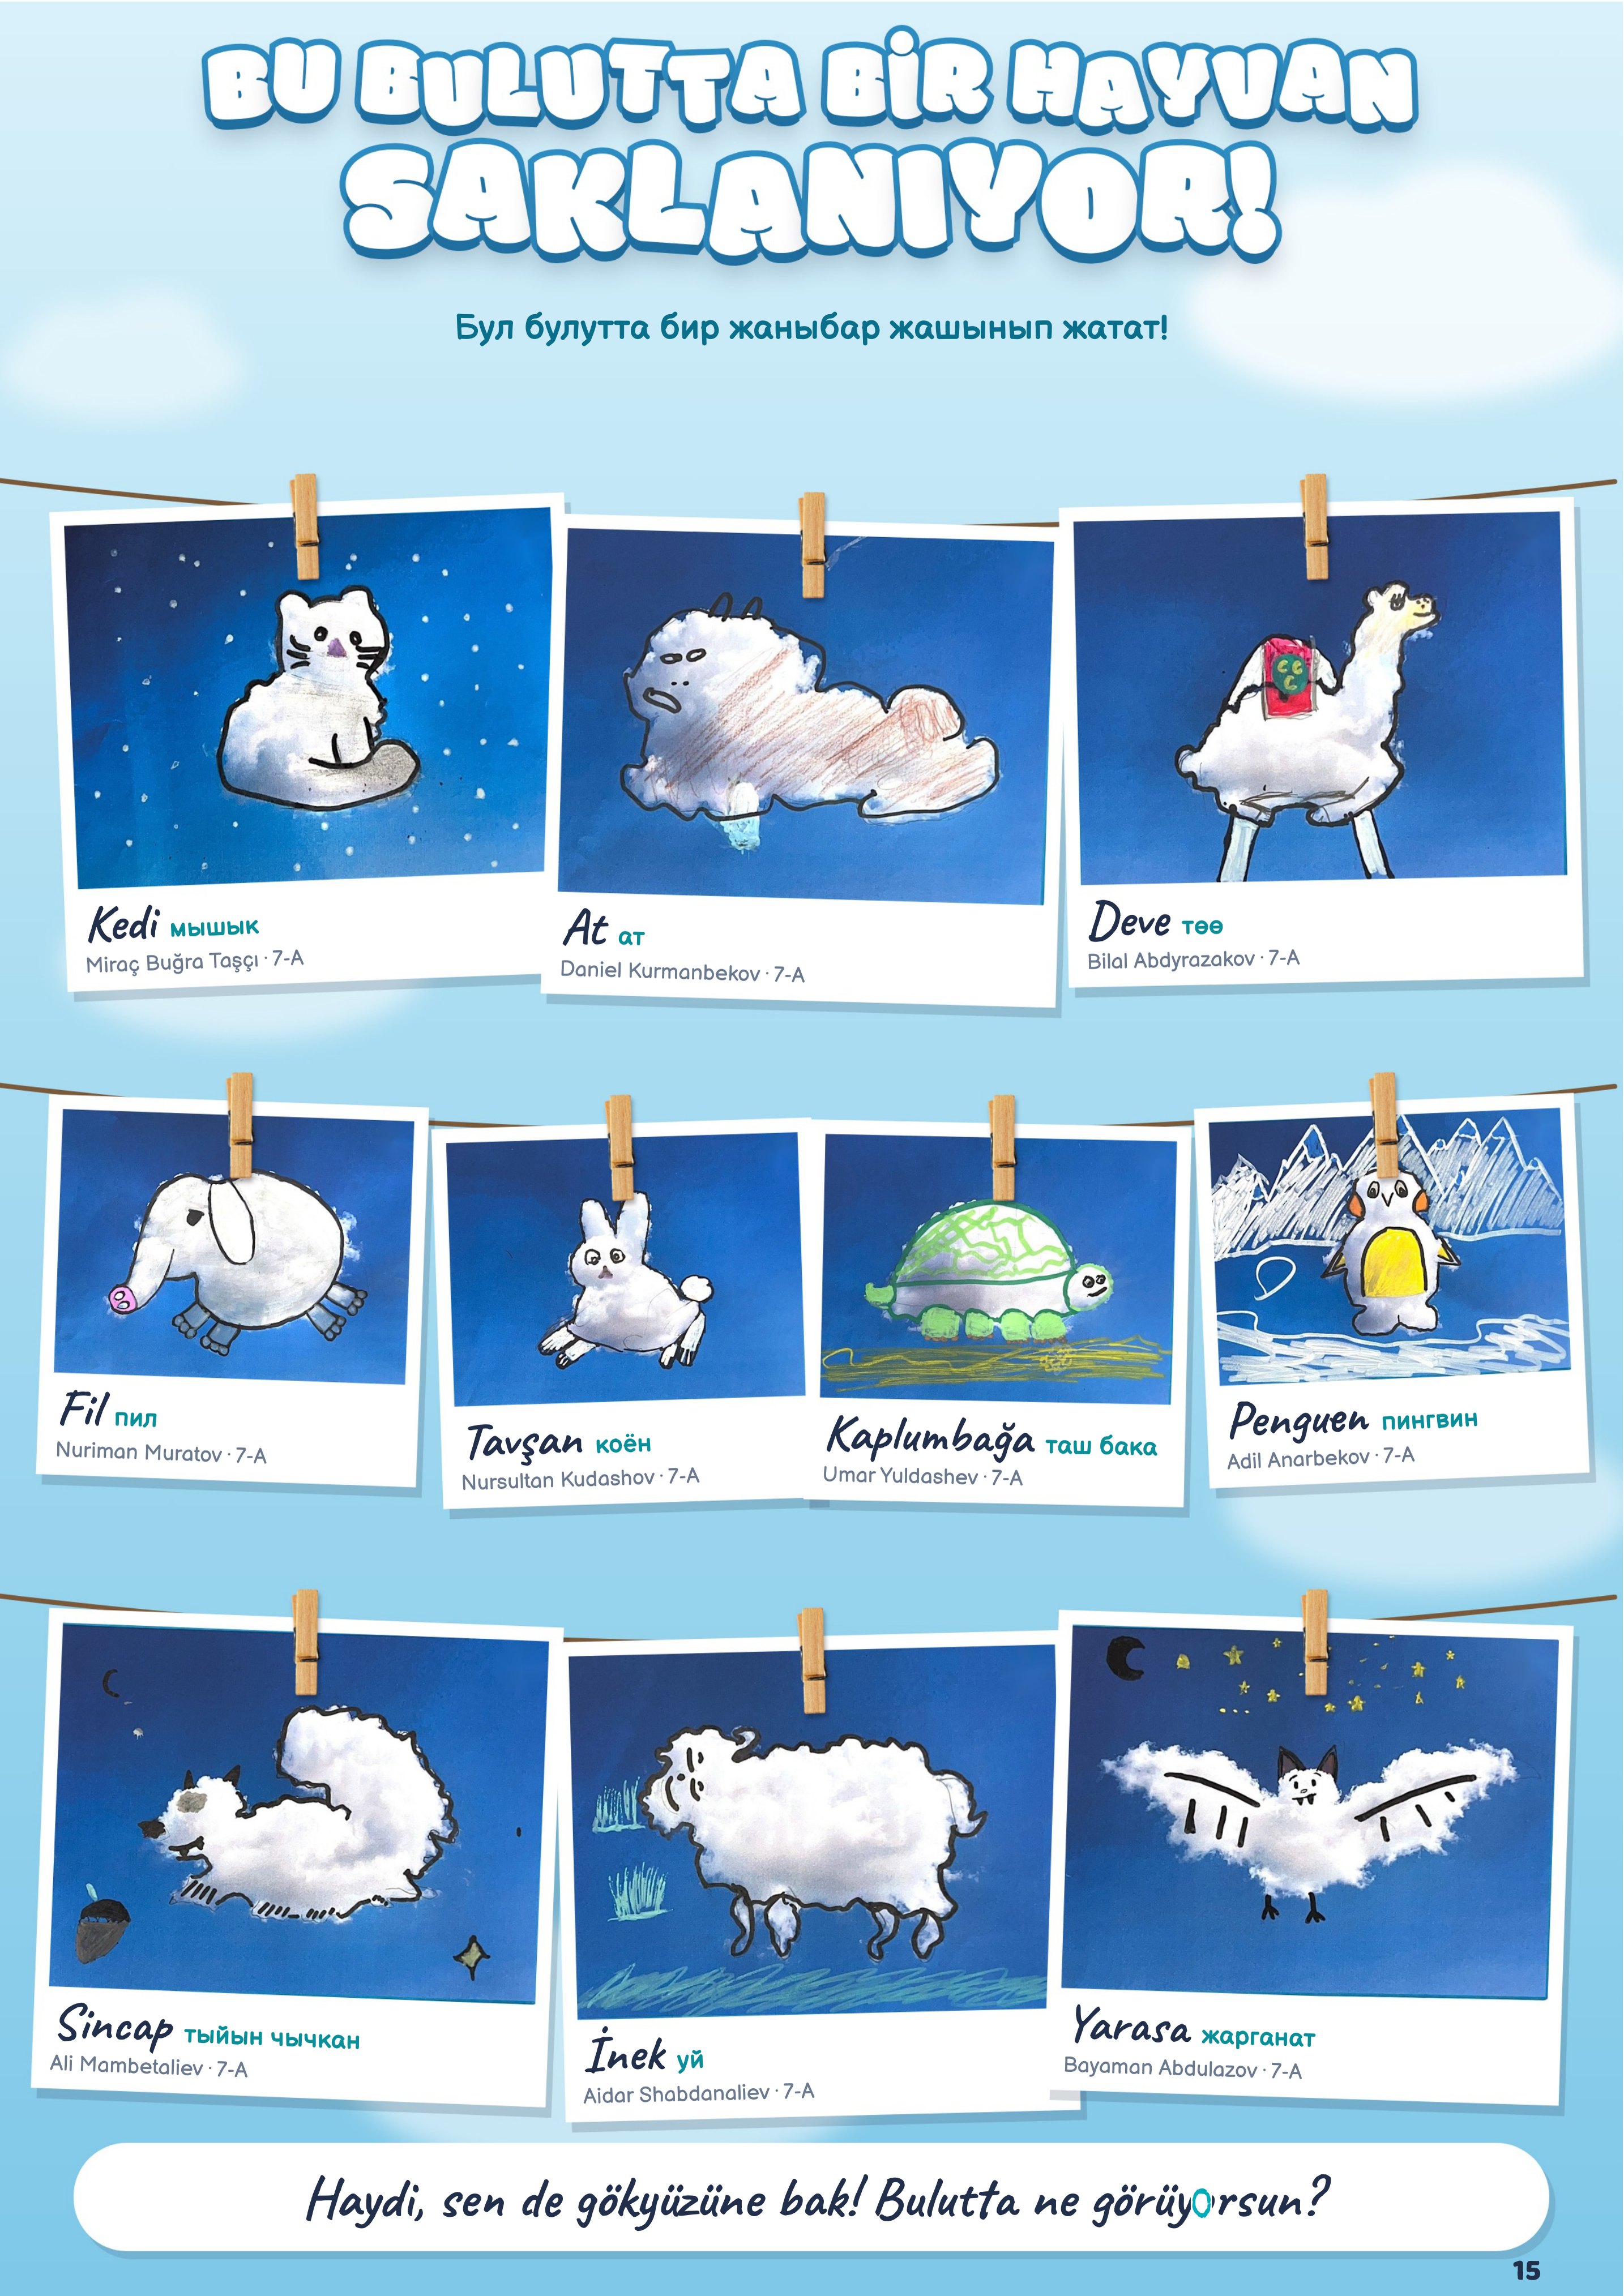 BU BULUTTA BİR HAYVAN
SAKLANIYOR!
Бул булутта бир жаныбар жашынып жатат!
Kedi мышык
Miraç Buğra Taşçı · 7-A
At ат
Daniel Kurmanbekov · 7-A
Deve төө
Bilal Abdyrazakov · 7-A
Fil пил
Nuriman Muratov · 7-A
Tavşan коён
Nursultan Kudashov · 7-A
Kaplumbağa таш бака
Umar Yuldashev · 7-A
Penguen пингвин
Adil Anarbekov · 7-A
Sincap тыйын чычкан
Ali Mambetaliev · 7-A
İnek уй
Aidar Shabdanaliev · 7-A
Yarasa жарганат
Bayaman Abdulazov · 7-A
Haydi, sen de gökyüzüne bak! Bulutta ne görüyorsun?
15